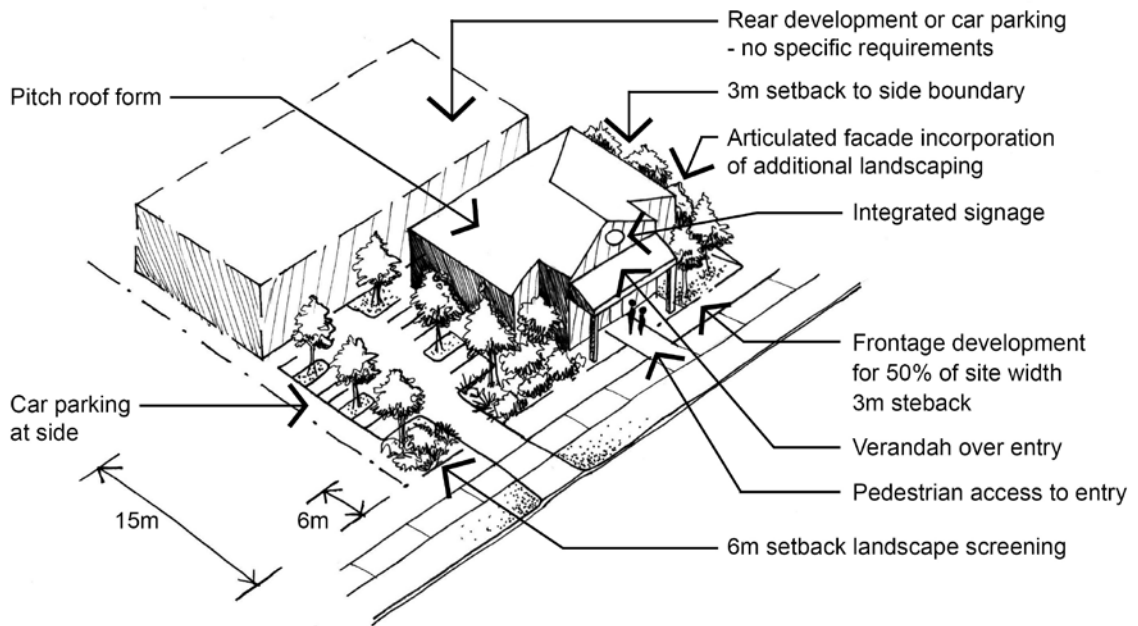 Rear development or car parking
- no specific requirements
Pitch roof form
3m setback to side boundary
Articulated facade incorporation
of additional landscaping
Integrated signage
Frontage development
for 50% of site width
3m steback
Car parking
at side
Verandah over entry
Pedestrian access to entry
15m
6m
6m setback landscape screening